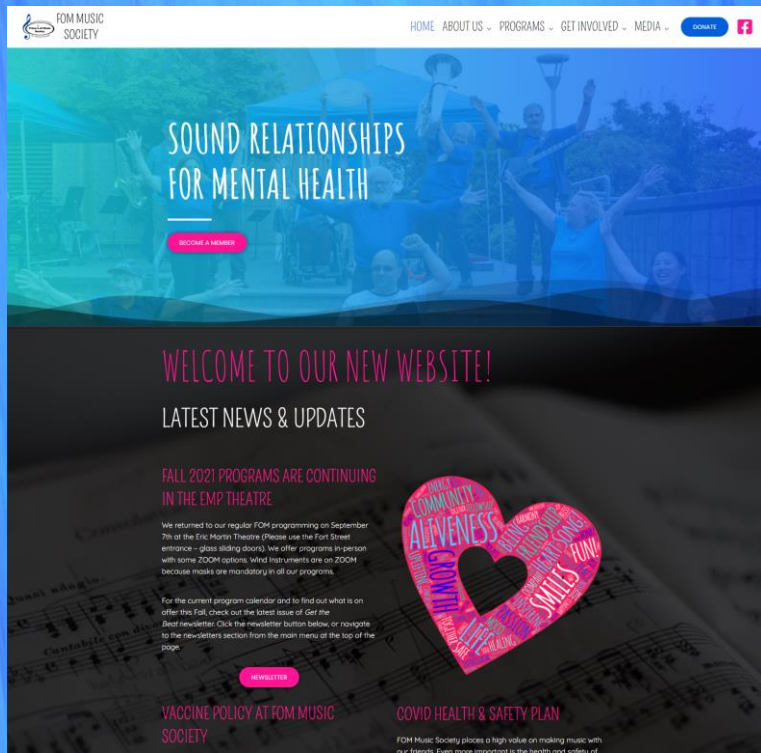 FOM MUSIC
SOCIETY
HOME ABOUT US PROGRAMS GET INVOLVED MEDIA DONATE
SOUND RELATIONSHIPS
FOR MENTAL HEALTH
BECOME A MEMBER
WELCOME TO OUR NEW WEBSITE!
LATEST NEWS & UPDATES
FALL 2021 PROGRAMS ARE CONTINUING
IN THE EMP THEATRE
We returned to our regular FOM programming on September
7th at the Eric Martin Theatre (Please use the Fort Street
entrance – glass sliding doors). We offer programs in-person
with some ZOOM options. Wind Instruments are on ZOOM
because masks are mandatory in all our programs.
For the current program calendar and to find out what is on
offer this Fall, check out the latest issue of Get the
Beat newsletter. Click the newsletter button below, or navigate
to the newsletters section from the main menu at the top of the
page.
NEWSLETTER
ENERGY
COMMUNITY
ALIVENESS
GROWTH
LIFE
HEALING
TOGETHER
SAFE
PASSION
SMILES
FUN!
HEARTSONG
FRIENDSHIP
HARMONY
VACCINE POLICY AT FOM MUSIC
SOCIETY
COVID HEALTH & SAFETY PLAN
FOM Music Society places a high value on making music with
our friends. Even more important is the health and safety of